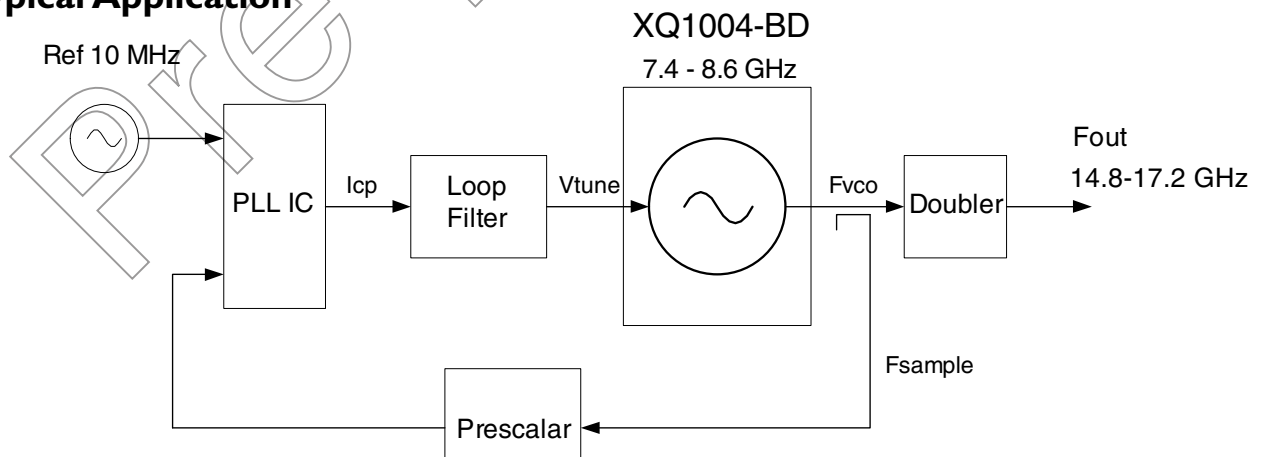 pical Application
XQ1004-BD
7.4 - 8.6 GHz
Ref 10 MHz
Fout
14.8-17.2 GHz
PLL IC
Icp
Loop
Filter
Vtune
Fvco
Doubler
Fsample
Prescalar
Pre